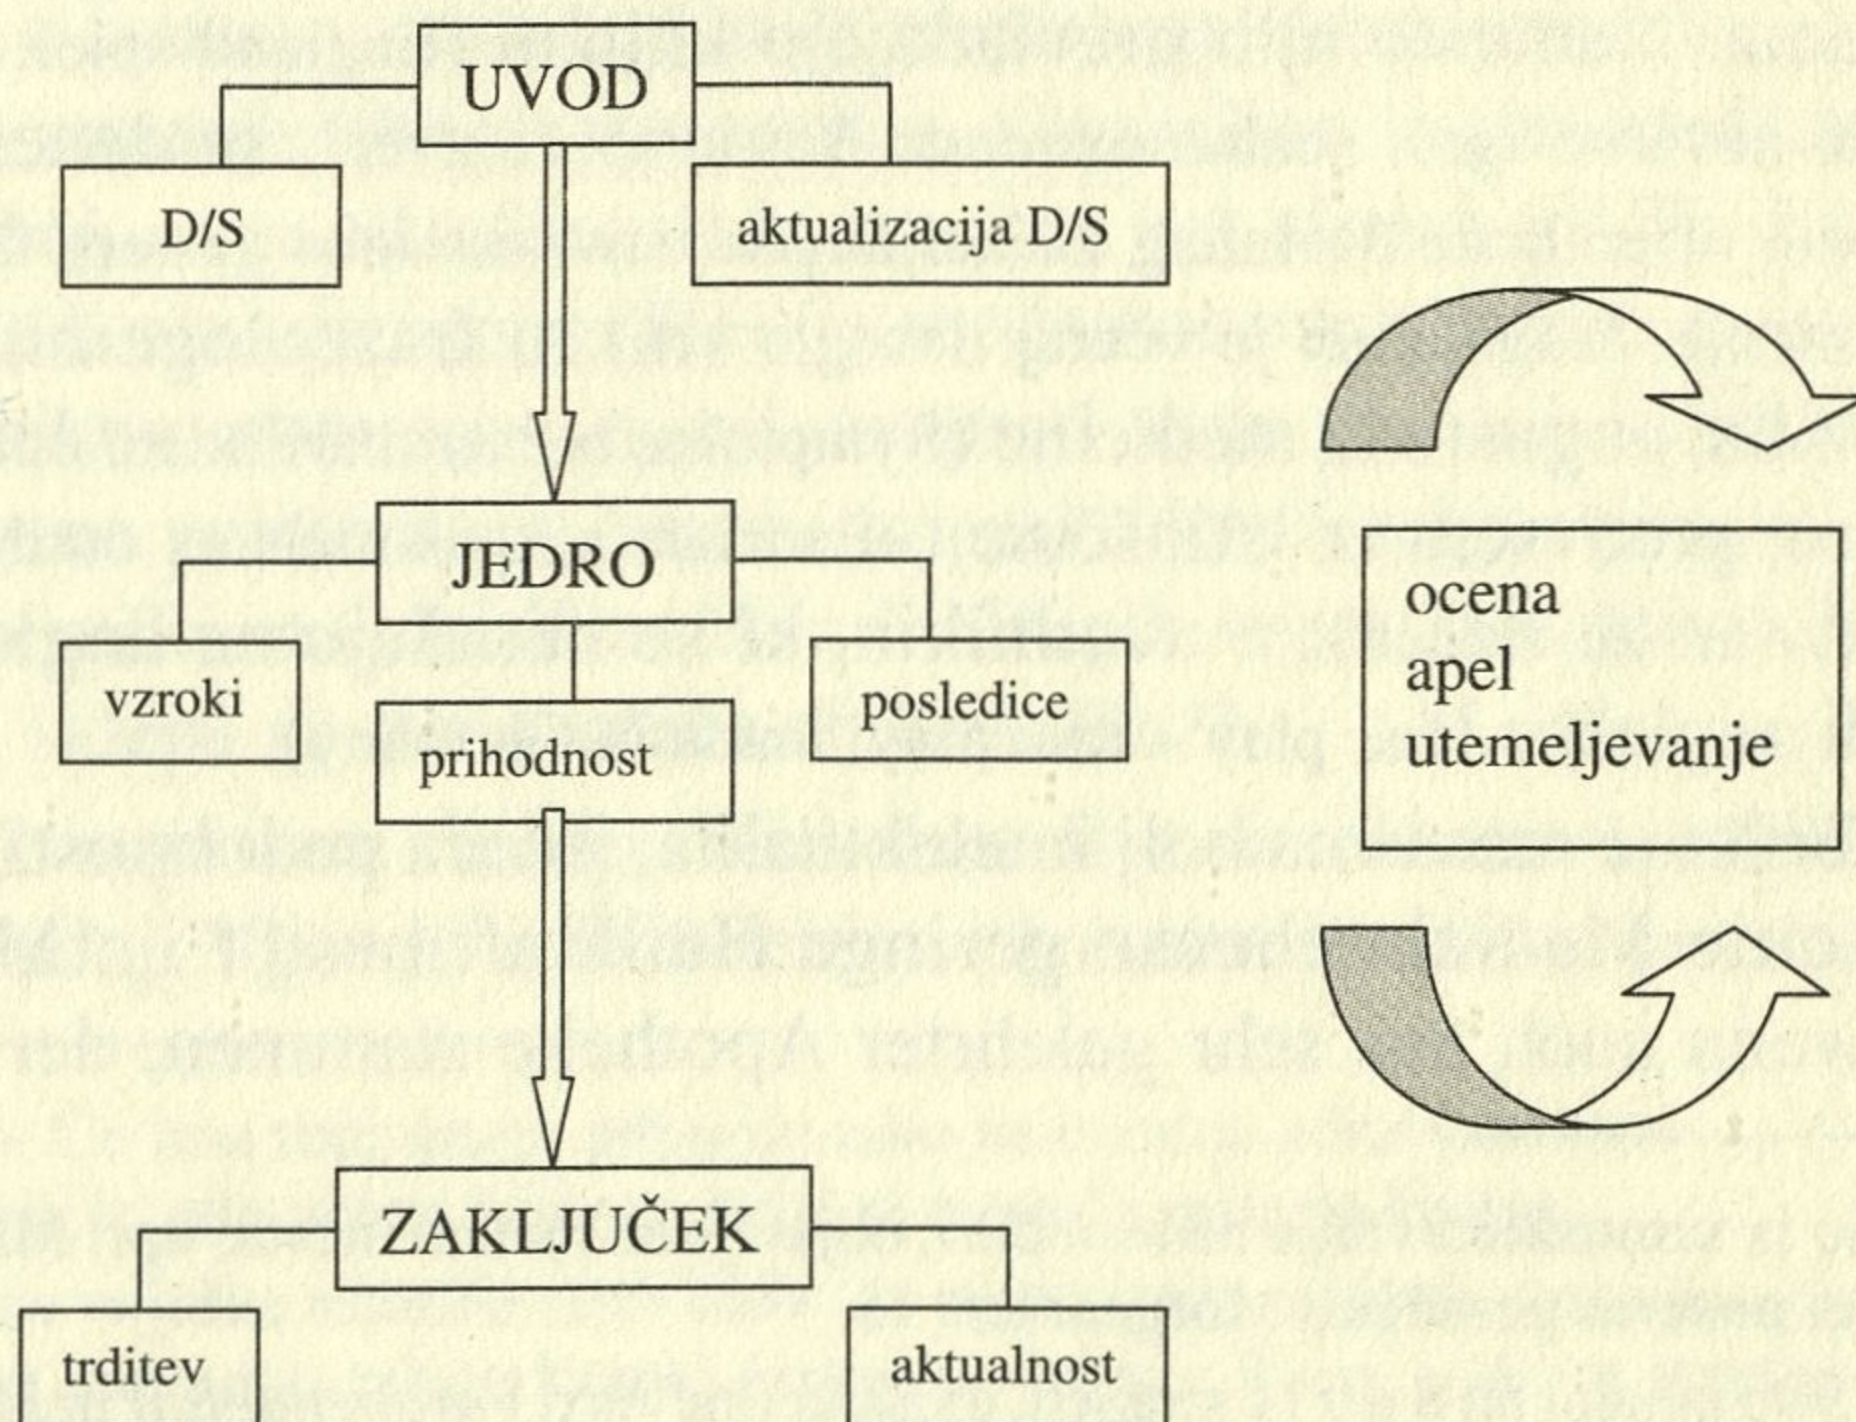 UVOD
D/S
aktualizacija D/S
JEDRO
vzroki
prihodnost
posledice
ocena
apel
utemeljevanje
ZAKLJUČEK
trditev
aktualnost